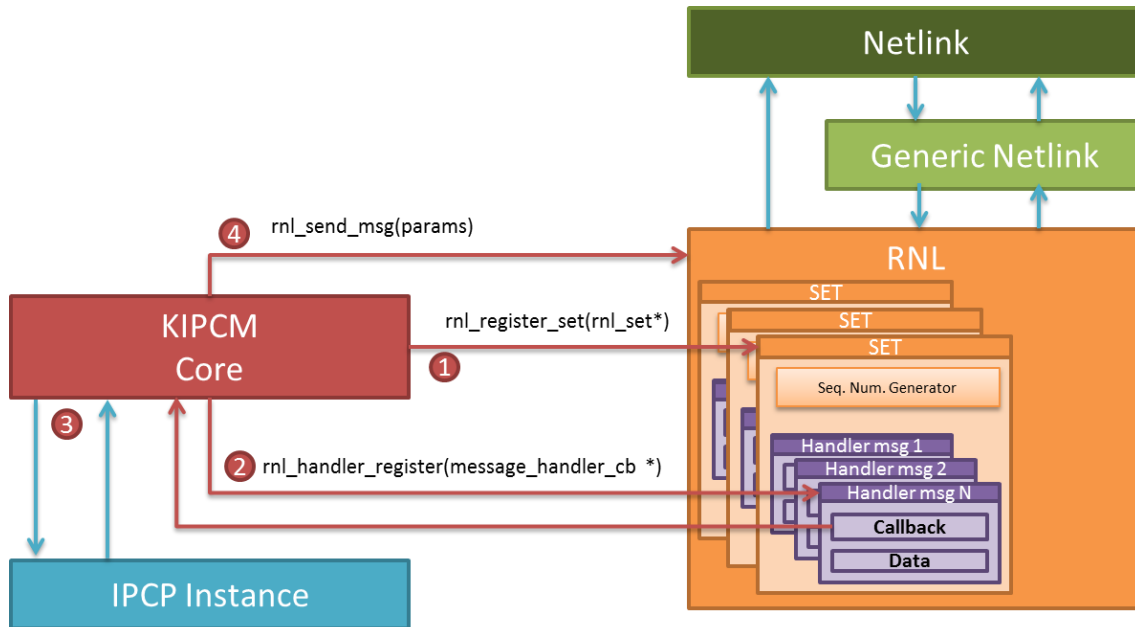 Netlink
Generic Netlink
4
rnl_send_msg(params)
RNL
SET
SET
SET
KIPCM
Core
rnl_register_set(rnl_set*)
1
Seq. Num. Generator
3
2
rnl_handler_register(message_handler_cb *)
Handler msg 1
Handler msg 2
Handler msg N
Callback
Data
IPCP Instance